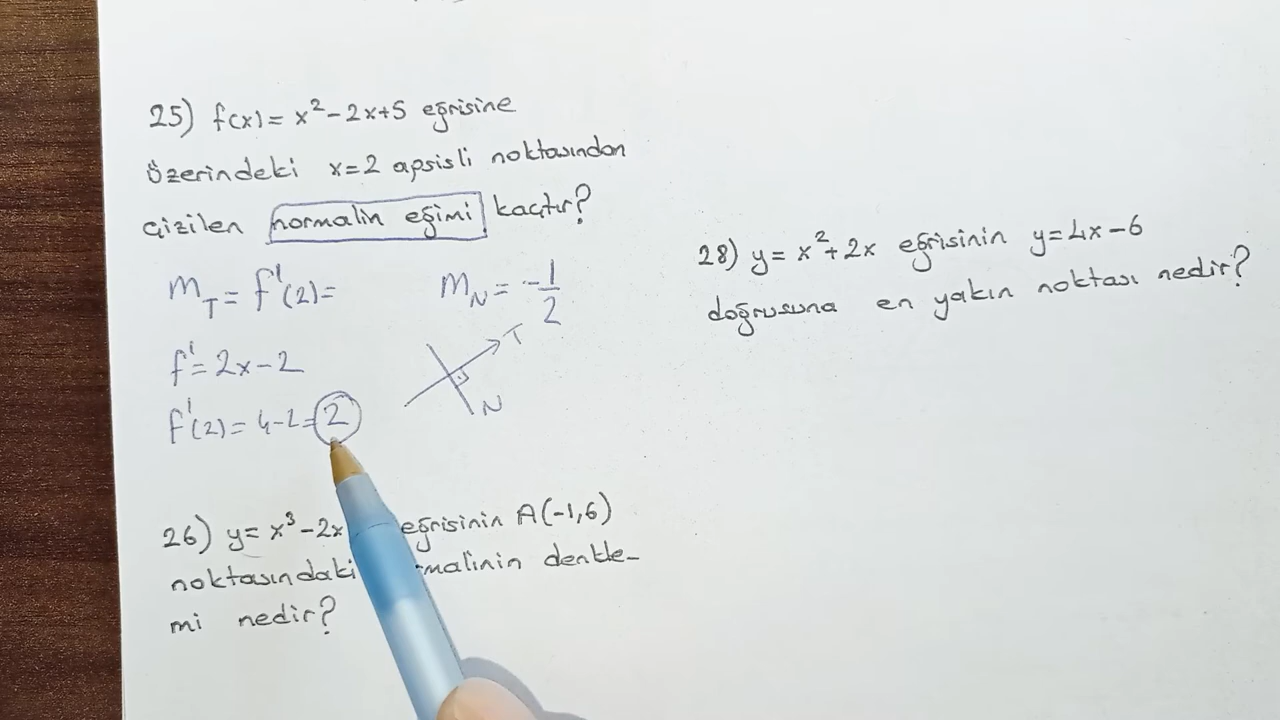 25) f(x)= x²-2x+5 eğrisine
özerindeki x=2 apsisli noktasından
çizilen normalin eğimi kaçtır?
m_T = f'(2)=
m_N = -1/2
f' = 2x-2
f'(2)= 4-2=2
T
N
26) y= x³-2x eğrisinin A(-1,6)
noktasındaki malinin denkle-
mi nedir?
28) y= x²+2x eğrisinin y=4x-6
doğrusuna en yakın noktası nedir?